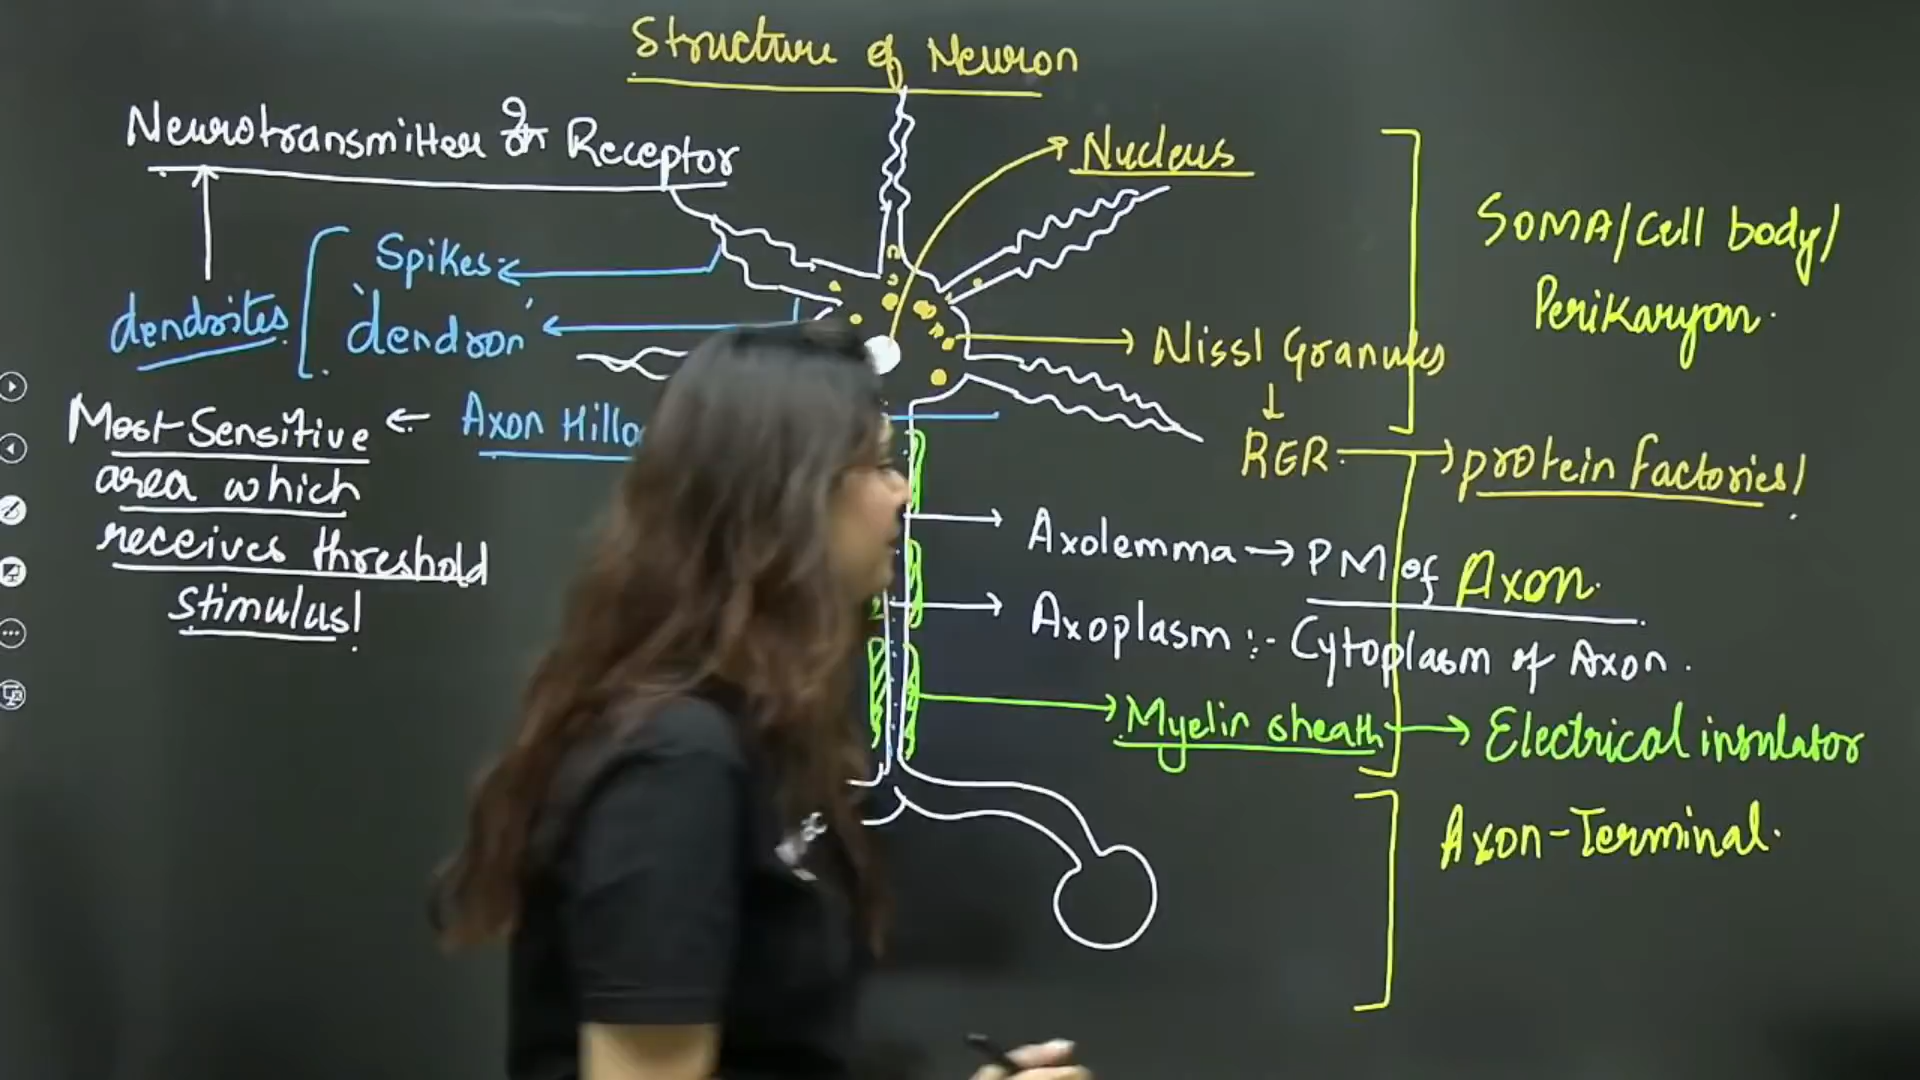 Structure of Neuron
Neurotransmitter Receptor
Nucleus
Spikes
dendrites
'dendron'
SOMA/Cell body/
Perikaryon.
Nissl Granules
RER
protein factories!
Most Sensitive
area which
receives threshold
stimulus!
Axon
Axolemma → PM of Axon.
Axoplasm :- Cytoplasm of Axon.
Myelin sheath → Electrical insulator
Axon-Terminal.